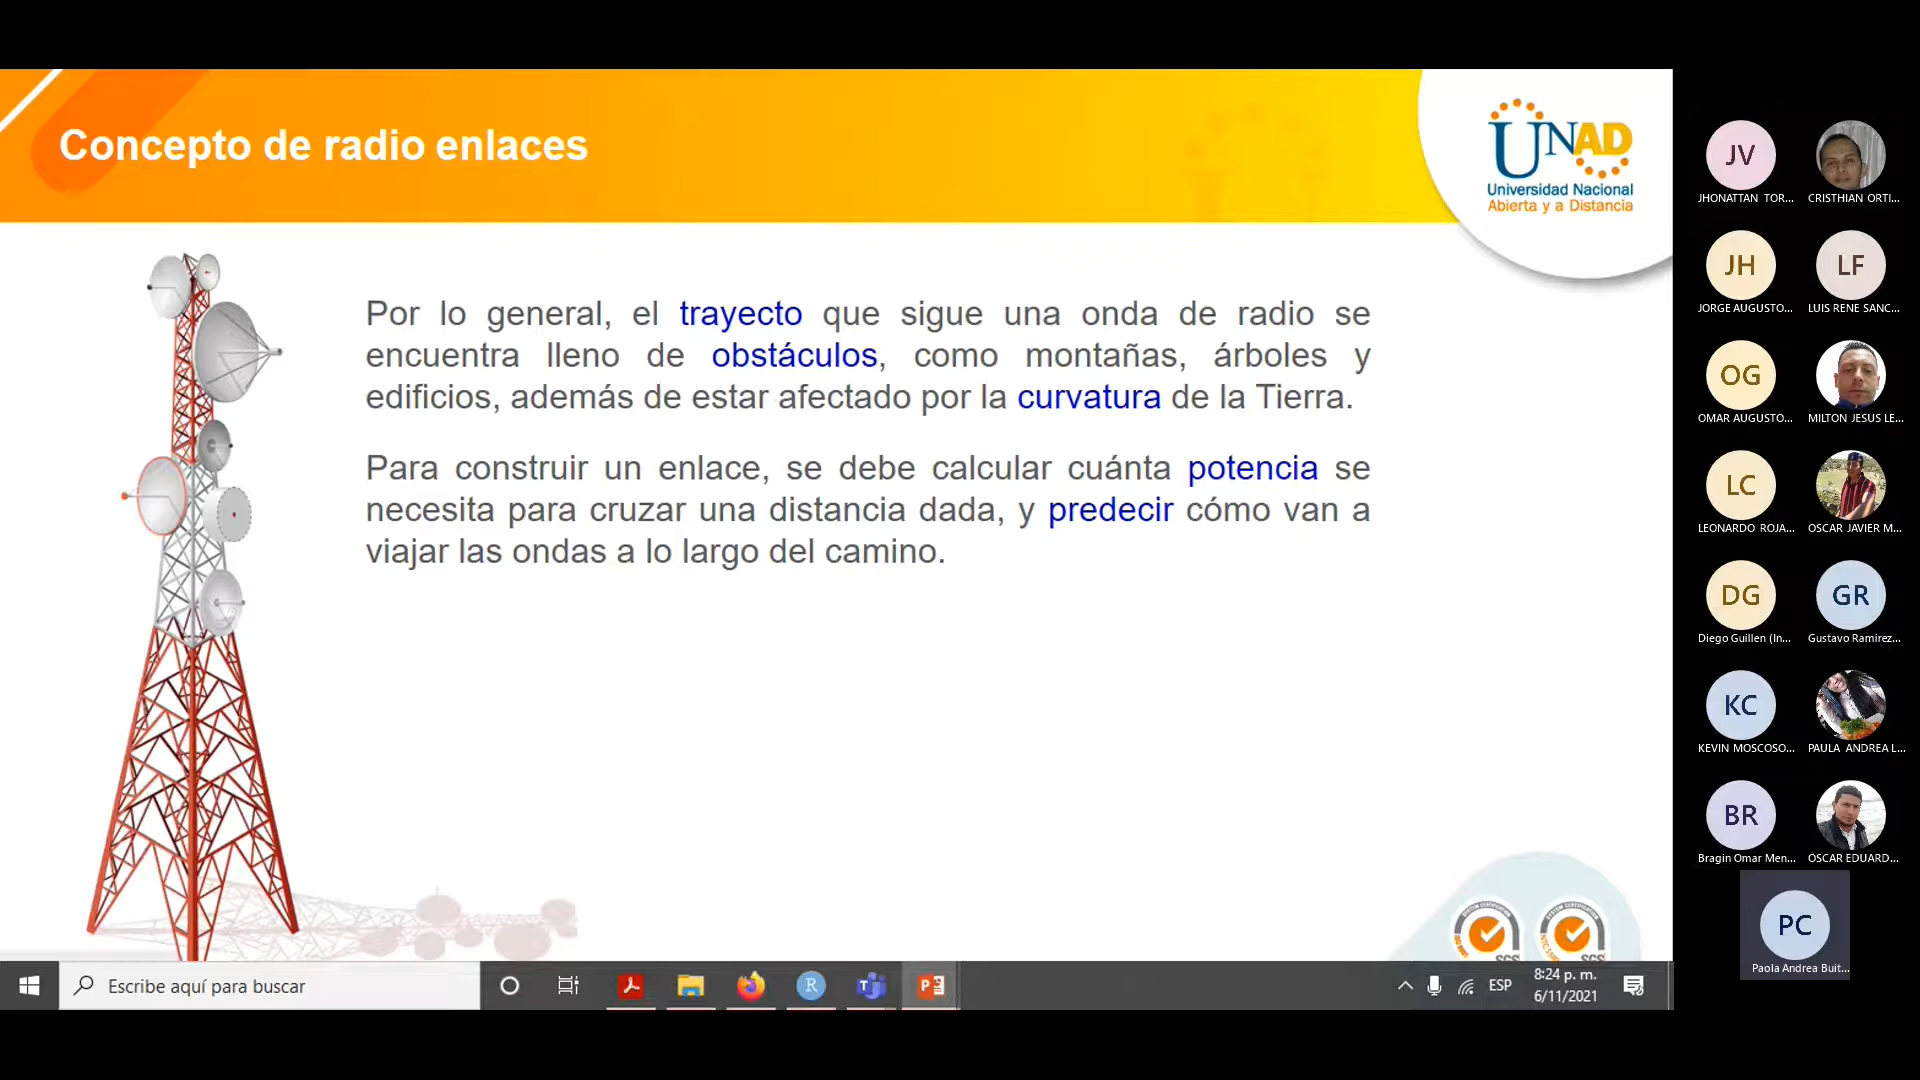 Concepto de radio enlaces
UNAD
Universidad Nacional
Abierta y a Distancia
Por lo general, el trayecto que sigue una onda de radio se
encuentra lleno de obstáculos, como montañas, árboles y
edificios, además de estar afectado por la curvatura de la Tierra.
Para construir un enlace, se debe calcular cuánta potencia se
necesita para cruzar una distancia dada, y predecir cómo van a
viajar las ondas a lo largo del camino.
SGS
SGS
Escribe aquí para buscar
ESP
8:24 p. m.
6/11/2021
JV
JHONATTAN TOR...
CRISTHIAN ORTI...
JH
LF
JORGE AUGUSTO...
LUIS RENE SANC...
OG
OMAR AUGUSTO...
MILTON JESUS LE...
LC
LEONARDO ROJA...
OSCAR JAVIER M...
DG
GR
Diego Guillen (In...
Gustavo Ramirez...
KC
KEVIN MOSCOSO...
PAULA ANDREA L...
BR
Bragin Omar Men...
OSCAR EDUARD...
PC
Paola Andrea Buit...